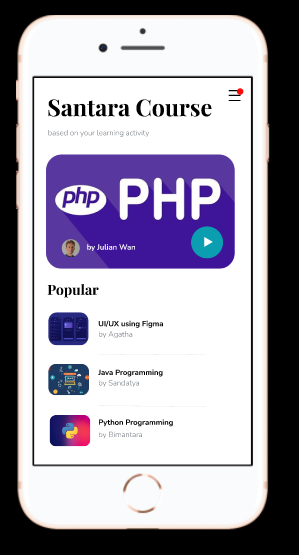 Santara Course
based on your learning activity
php PHP
by Julian Wan
Popular
UI/UX using Figma
by Agatha
Java Programming
by Sandalya
Python Programming
by Bimantara